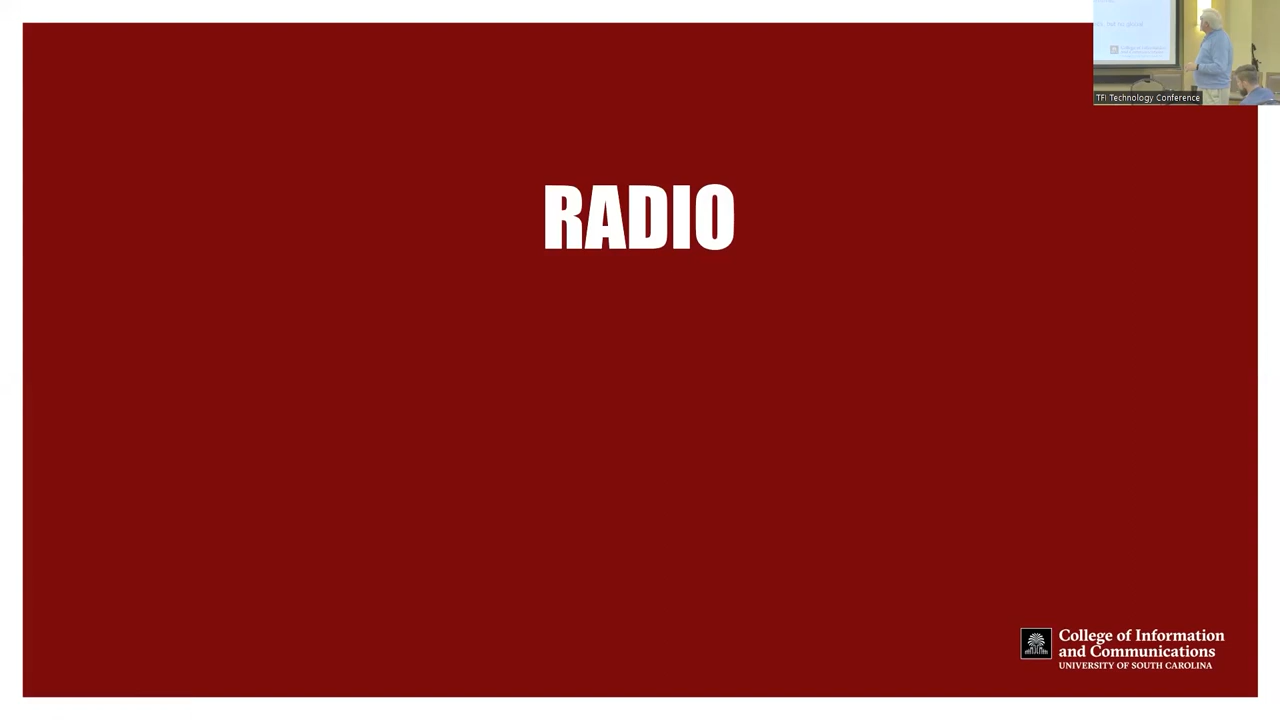 RADIO
TFI Technology Conference
College of Information
and Communications
UNIVERSITY OF SOUTH CAROLINA